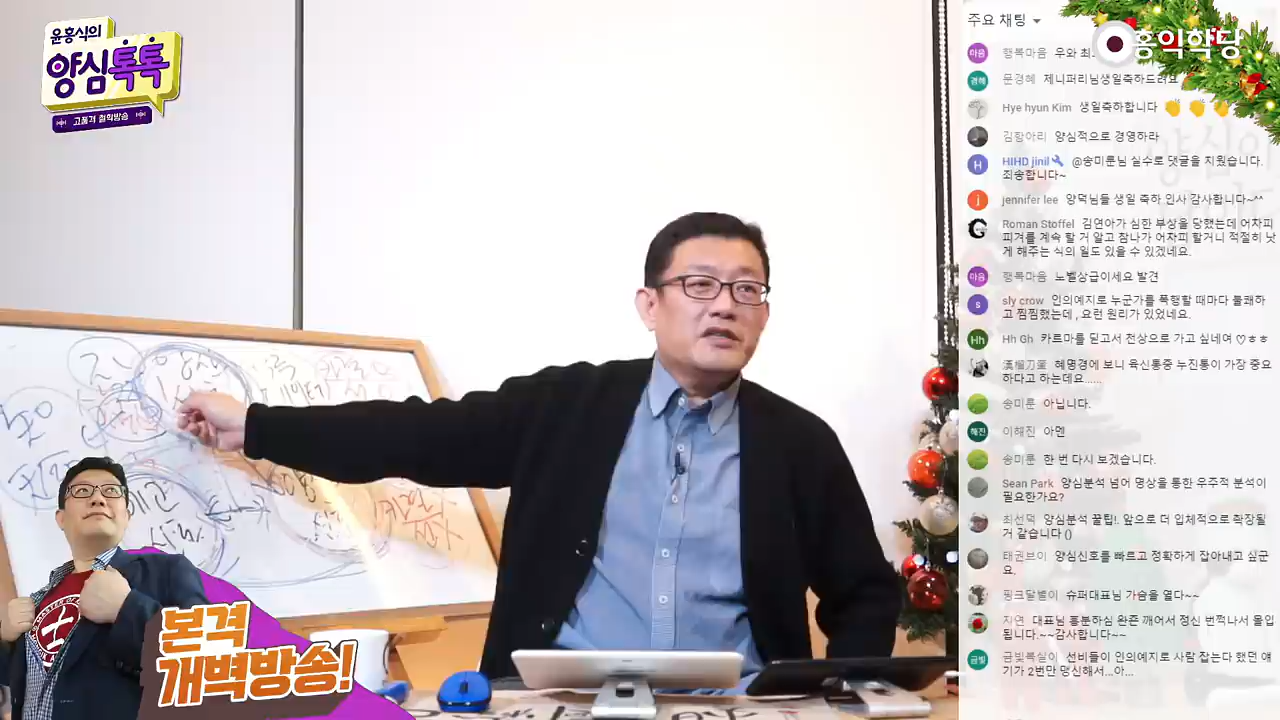 윤홍식의
양심톡톡
고품격 철학방송
주요 채팅
홍익학당
행복마음 우와 최
문경혜 제니퍼리님생일축하드려요
Hye hyun Kim 생일축하합니다 👏 👏 👏
김항아리 양심적으로 경영하라
HIHD jinil @송미룬님 실수로 댓글을 지웠습니다.
죄송합니다~
jennifer lee 양덕님들 생일 축하 인사 감사합니다~^^
Roman Stoffel 김연아가 심한 부상을 당했는데 어차피
피겨를 계속 할 거 알고 참나가 어차피 할거니 적절히 낫
게 해주는 식의 일도 있을 수 있겠네요.
행복마음 노벨상급이세요 발견
sly crow 인의예지로 누군가를 폭행할 때마다 불쾌하
고 찜찜했는데, 요런 원리가 있었네요.
Hh Gh 카르마를 딛고서 천상으로 가고 싶네여 ♡ㅎㅎ
혜명경에 보니 육신통중 누진통이 가장 중요
하다고 하는데요......
송미룬 아닙니다.
이해진 아멘
송미룬 한 번 다시 보겠습니다.
Sean Park 양심분석 넘어 명상을 통한 우주적 분석이
필요한가요?
최선덕 양심분석 꿀팁!. 앞으로 더 입체적으로 확장될
거 같습니다 ()
태권브이 양심신호를 빠르고 정확하게 잡아내고 싶군
요.
핑크달별이 슈퍼대표님 가슴을 열다~~
자연 대표님 흥분하심 완죤 깨어서 정신 번쩍나서 몰입
됩니다.~~감사합니다~~
금빛복실이 선비들이 인의예지로 사람 잡는다 했던 얘
기가 2번만 명신해서...아...
본격
개벽방송!